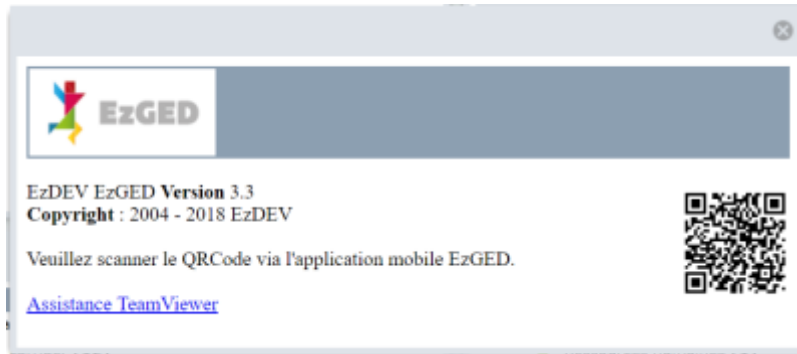 EzGED
EzDEV EzGED Version 3.3
Copyright : 2004 - 2018 EzDEV
Veuillez scanner le QRCode via l'application mobile EzGED.
Assistance TeamViewer